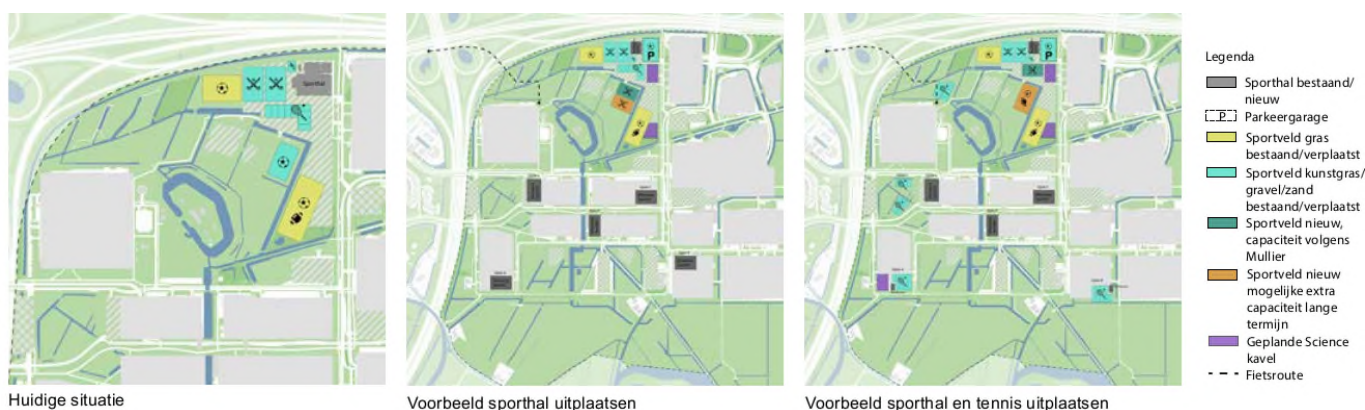 Sporthal
P
P
Legenda
Sporthal bestaand/
nieuw
P Parkeergarage
Sportveld gras
bestaand/verplaatst
Sportveld kunstgras/
gravel/zand
bestaand/verplaatst
Sportveld nieuw,
capaciteit volgens
Mullier
Sportveld nieuw
mogelijke extra
capaciteit lange
termijn
Geplande Science
kavel
Fietsroute
Huidige situatie
Voorbeeld sporthal uitplaatsen
Voorbeeld sporthal en tennis uitplaatsen